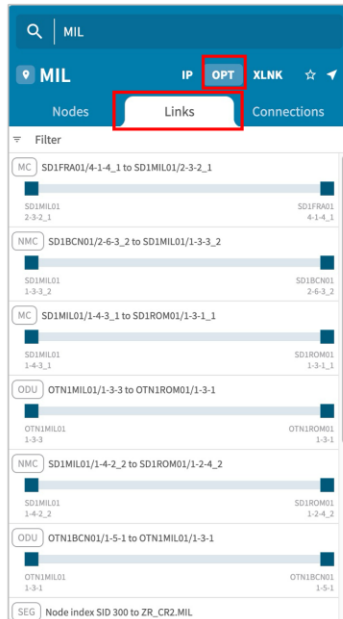 MIL
MIL IP OPT XLNK
Nodes Links Connections
Filter
MC SD1FRA01/4-1-4_1 to SD1MIL01/2-3-2_1
SD1MIL01 SD1FRA01
2-3-2_1 4-1-4_1
NMC SD1BCN01/2-6-3_2 to SD1MIL01/1-3-3_2
SD1MIL01 SD1BCN01
1-3-3_2 2-6-3_2
MC SD1MIL01/1-4-3_1 to SD1ROM01/1-3-1_1
SD1MIL01 SD1ROM01
1-4-3_1 1-3-1_1
ODU OTN1MIL01/1-3-3 to OTN1ROM01/1-3-1
OTN1MIL01 OTN1ROM01
1-3-3 1-3-1
NMC SD1MIL01/1-4-2_2 to SD1ROM01/1-2-4_2
SD1MIL01 SD1ROM01
1-4-2_2 1-2-4_2
ODU OTN1BCN01/1-5-1 to OTN1MIL01/1-3-1
OTN1MIL01 OTN1BCN01
1-3-1 1-5-1
SEG Node index SID 300 to ZR_CR2.MIL